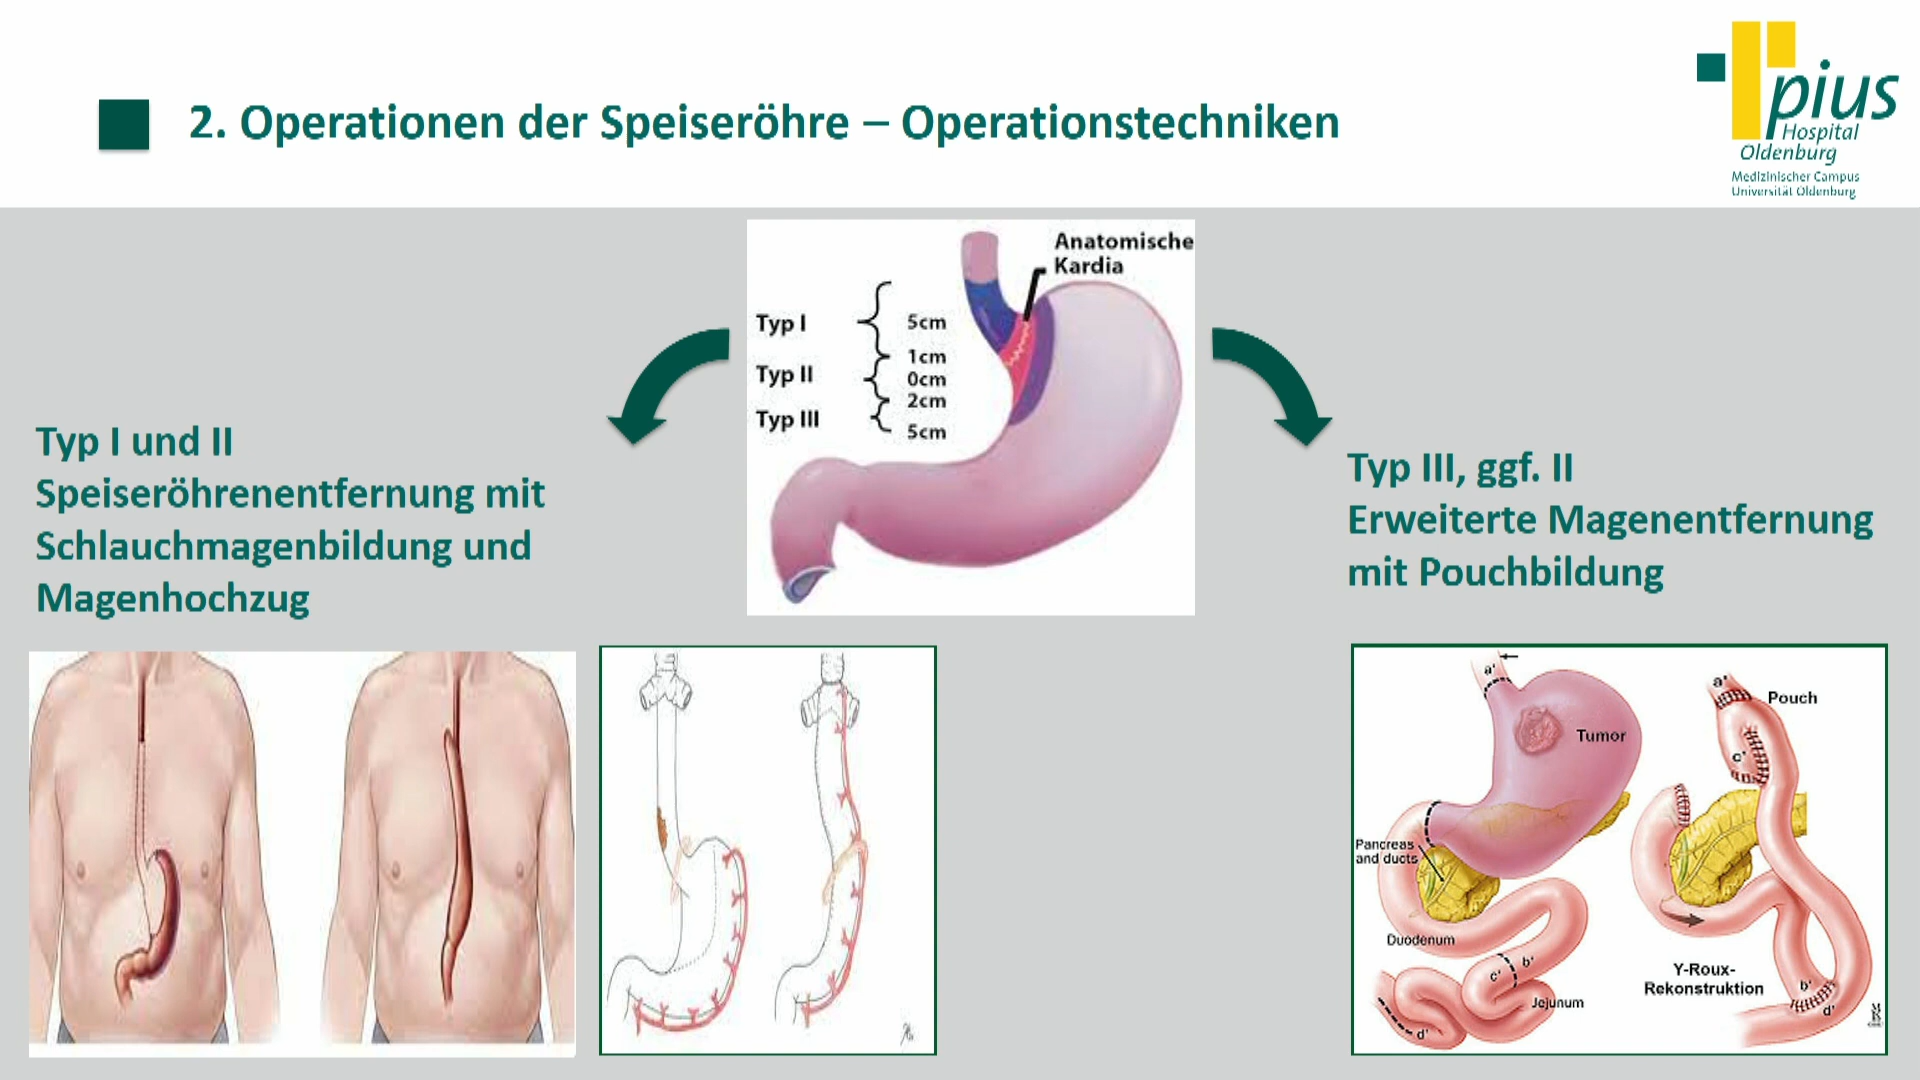 2. Operationen der Speiseröhre – Operationstechniken
pius
Hospital
Oldenburg
Medizinischer Campus
Universität Oldenburg
Anatomische
Kardia
Typ I
5cm
1cm
Typ II
0cm
2cm
Typ III
5cm
Typ I und II
Speiseröhrenentfernung mit
Schlauchmagenbildung und
Magenhochzug
Typ III, ggf. II
Erweiterte Magenentfernung
mit Pouchbildung
a'
Tumor
Pancreas
and ducts
Duodenum
c' b'
Jejunum
d'
a'
Pouch
c'
Y-Roux-
Rekonstruktion
b'
d'